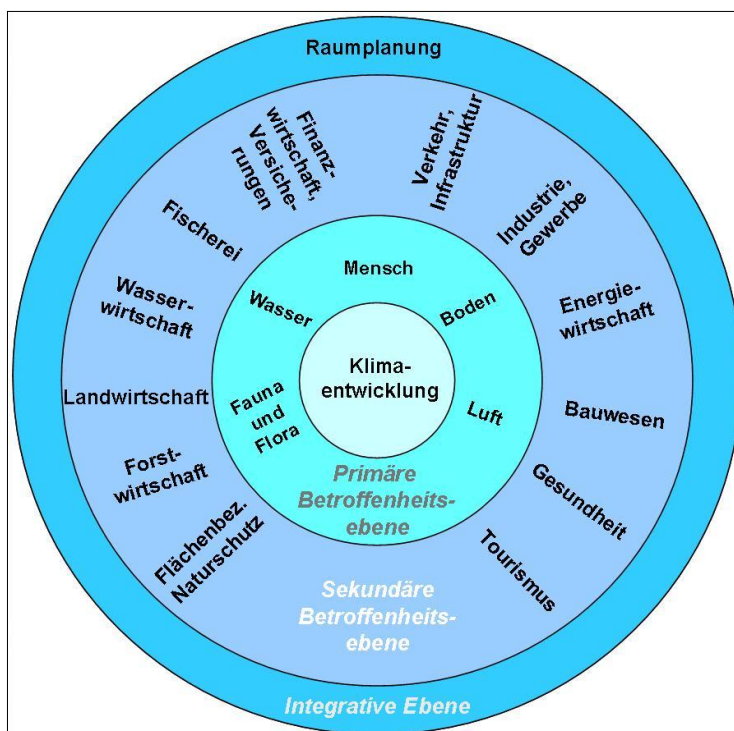 Raumplanung
Finanz-
wirtschaft,
Versiche-
rungen
Verkehr,
Infrastruktur
Industrie,
Gewerbe
Fischerei
Mensch
Wasser-
wirtschaft
Wasser
Boden
Energie-
wirtschaft
Klima-
entwicklung
Landwirtschaft
Fauna
und
Flora
Luft
Bauwesen
Forst-
wirtschaft
Primäre
Betroffenheits-
ebene
Gesundheit
Flächenbez.
Naturschutz
Tourismus
Sekundäre
Betroffenheits-
ebene
Integrative Ebene